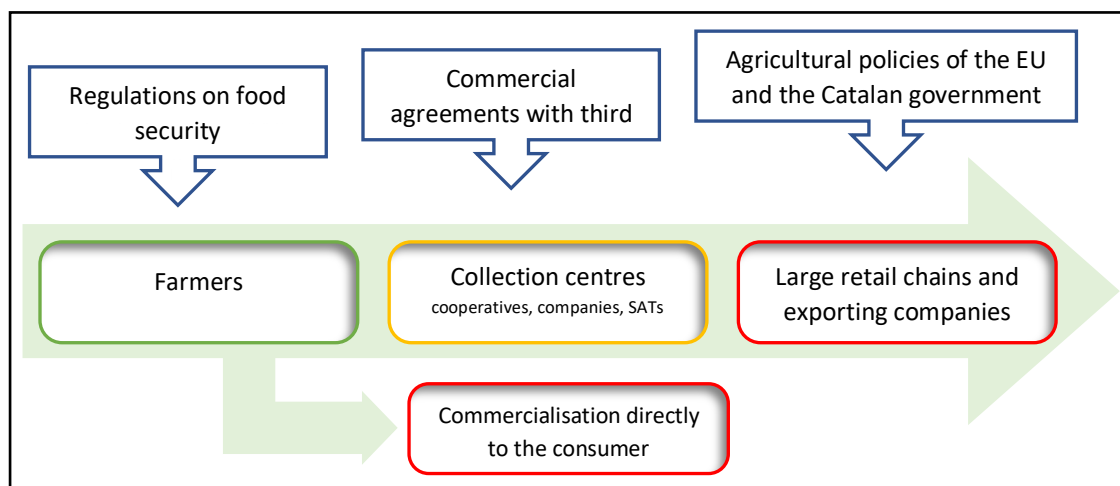 Regulations on food
security
Commercial
agreements with third
Agricultural policies of the EU
and the Catalan government
Farmers
Collection centres
cooperatives, companies, SATs
Large retail chains and
exporting companies
Commercialisation directly
to the consumer